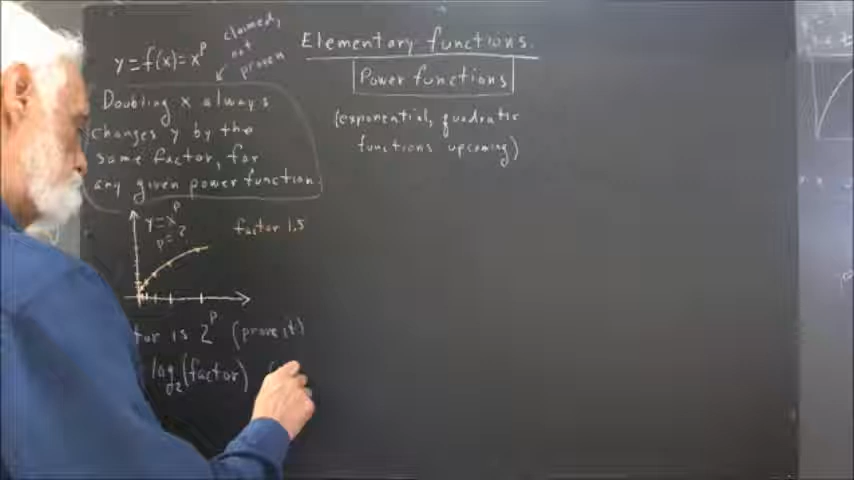 y = f(x) = x^p
claimed,
not
proven
Elementary functions.
Power functions
(exponential, quadratic
functions upcoming)
Doubling x always
changes y by the
same factor, for
any given power function.
y = x^p
p = ?
factor 1.5
tor is 2^p (prove it)
log_2(factor) (